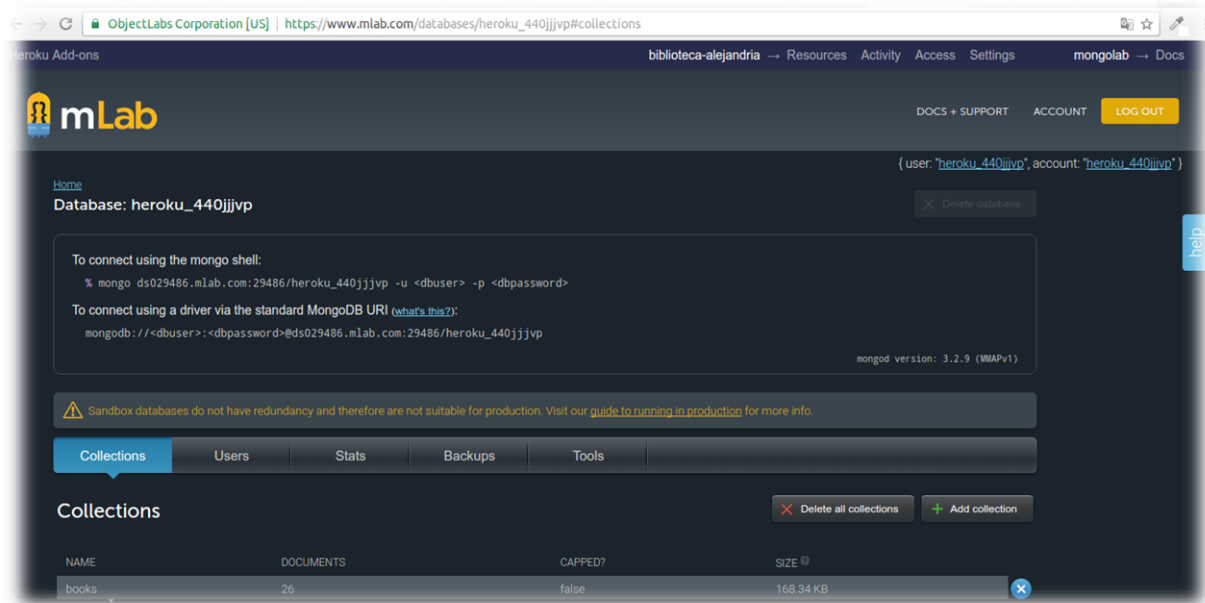 ObjectLabs Corporation [US] | https://www.mlab.com/databases/heroku_440jjjvp#collections
Heroku Add-ons biblioteca-alejandria → Resources Activity Access Settings mongolab → Docs
mLab DOCS + SUPPORT ACCOUNT LOG OUT
{ user: "heroku_440jjjvp", account: "heroku_440jjjvp" }
Home
Database: heroku_440jjjvp Delete database
help
To connect using the mongo shell:
% mongo ds029486.mlab.com:29486/heroku_440jjjvp -u <dbuser> -p <dbpassword>
To connect using a driver via the standard MongoDB URI (what's this?):
mongodb://<dbuser>:<dbpassword>@ds029486.mlab.com:29486/heroku_440jjjvp
mongod version: 3.2.9 (MMAPv1)
Sandbox databases do not have redundancy and therefore are not suitable for production. Visit our guide to running in production for more info.
Collections Users Stats Backups Tools
Collections Delete all collections Add collection
NAME DOCUMENTS CAPPED? SIZE
books 26 false 168.34 KB